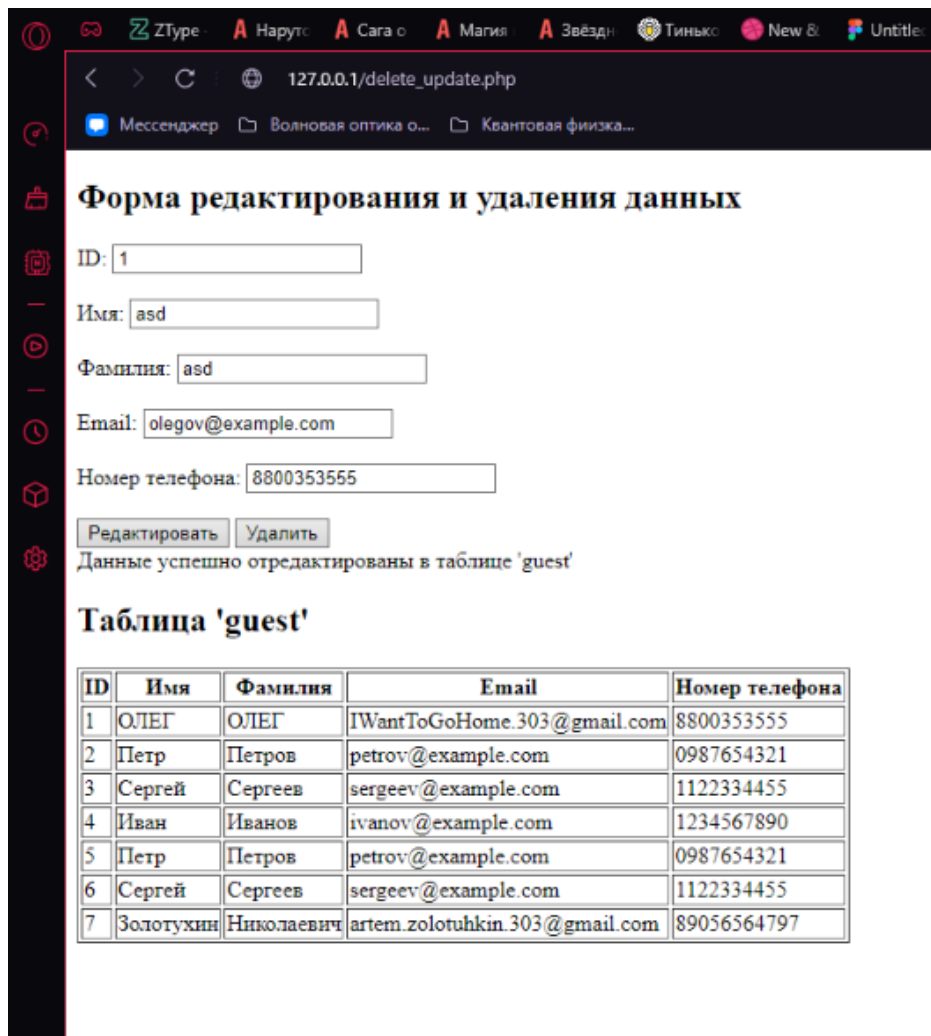 ZType - Наруто Сага о Магия Звёздн Тинько New & Untitled
127.0.0.1/delete_update.php
Мессенджер Волновая оптика о... Квантовая фиизка...
Форма редактирования и удаления данных
ID: 1
Имя: asd
Фамилия: asd
Email: olegov@example.com
Номер телефона: 8800353555
Редактировать Удалить
Данные успешно отредактированы в таблице 'guest'
Таблица 'guest'
ID Имя Фамилия Email Номер телефона
1 ОЛЕГ ОЛЕГ IWantToGoHome.303@gmail.com 8800353555
2 Петр Петров petrov@example.com 0987654321
3 Сергей Сергеев sergeev@example.com 1122334455
4 Иван Иванов ivanov@example.com 1234567890
5 Петр Петров petrov@example.com 0987654321
6 Сергей Сергеев sergeev@example.com 1122334455
7 Золотухин Николаевич artem.zolotuhkin.303@gmail.com 89056564797